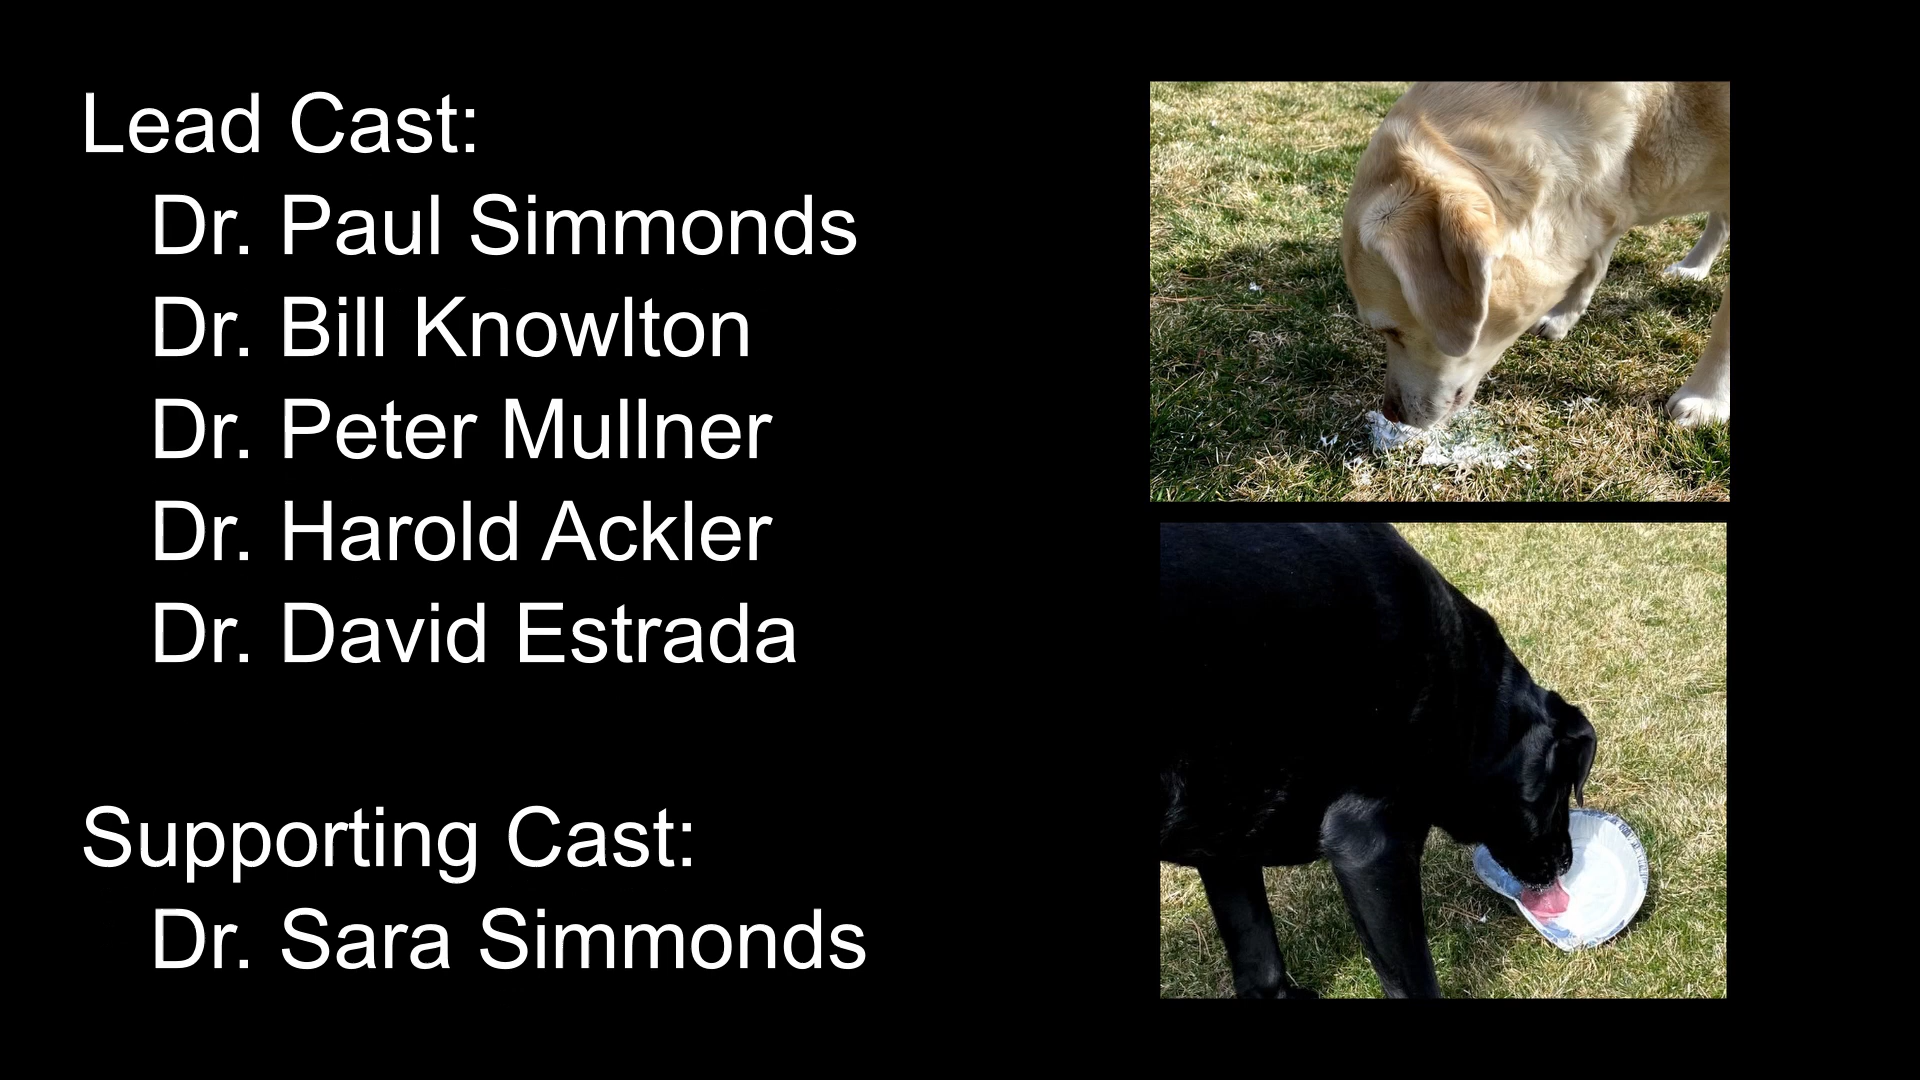 Lead Cast:
Dr. Paul Simmonds
Dr. Bill Knowlton
Dr. Peter Mullner
Dr. Harold Ackler
Dr. David Estrada
Supporting Cast:
Dr. Sara Simmonds